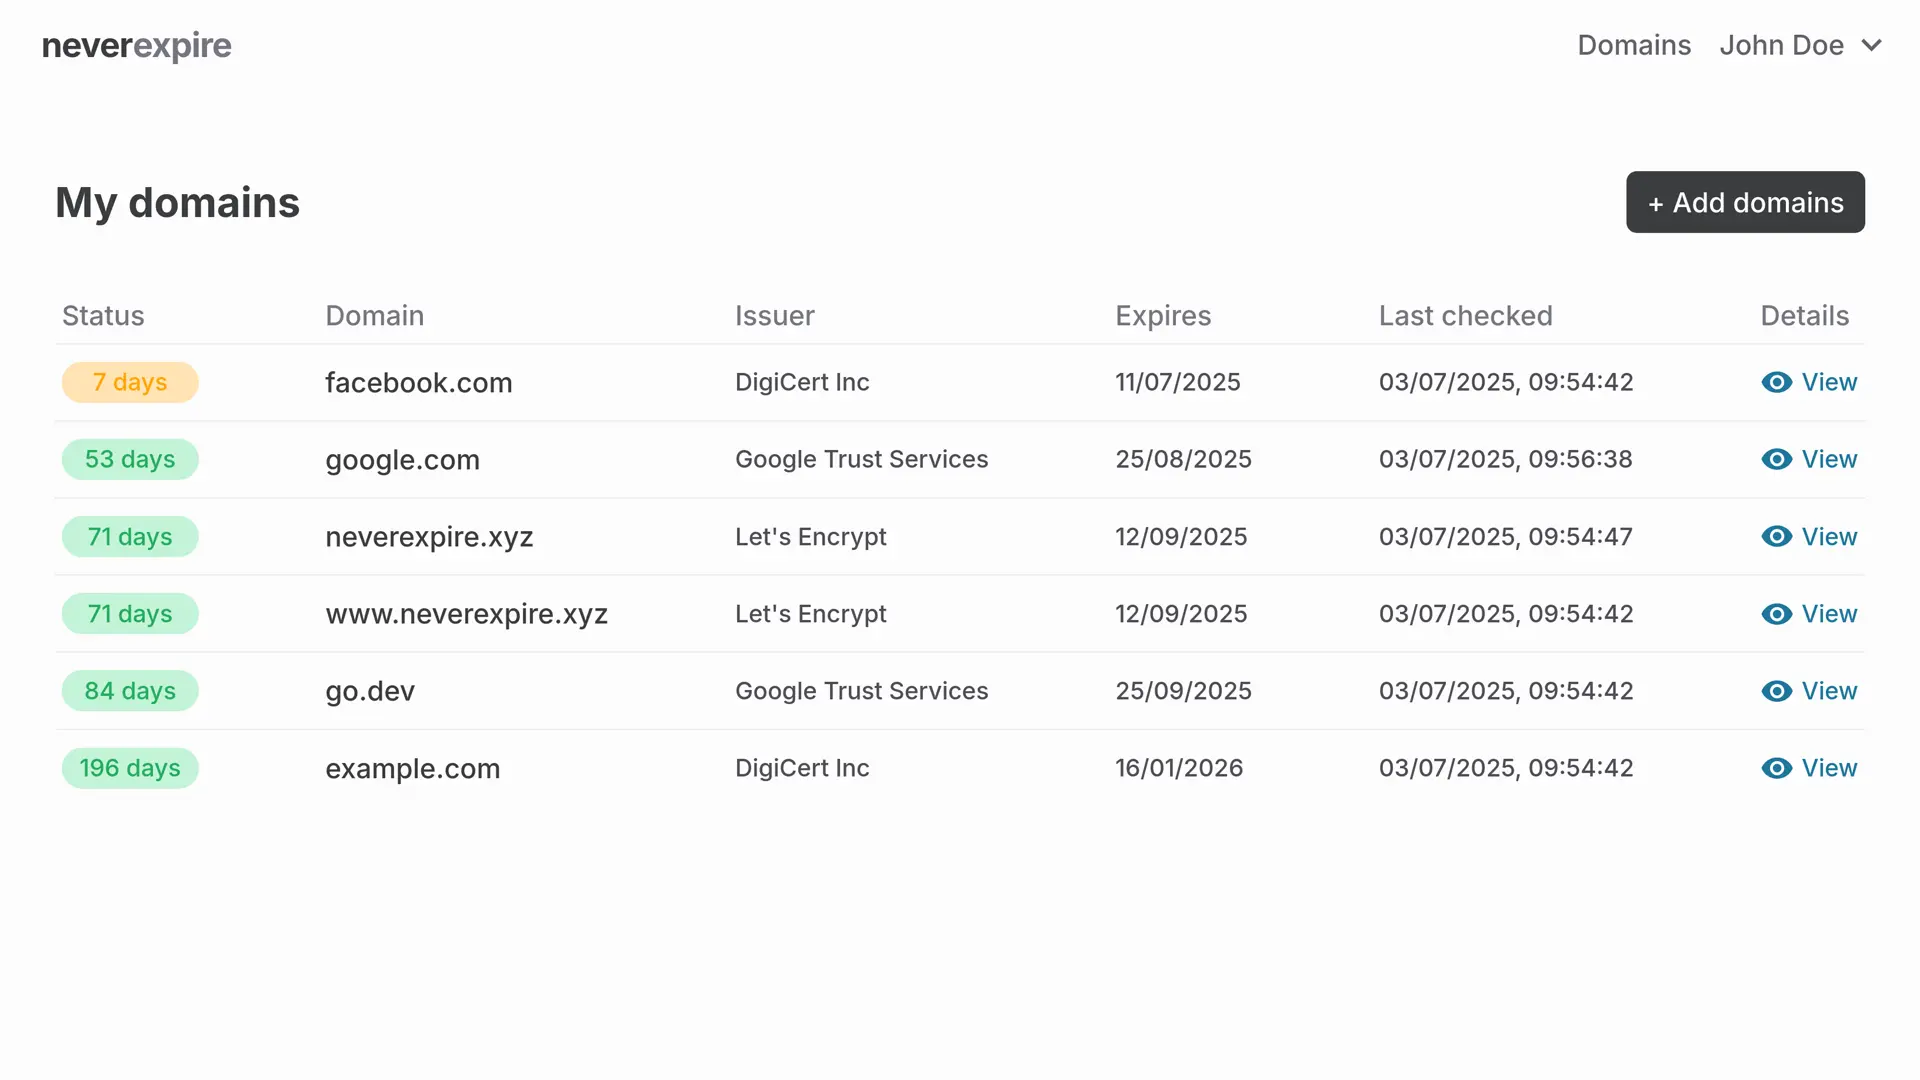 neverexpire Domains John Doe
My domains + Add domains
Status Domain Issuer Expires Last checked Details
7 days facebook.com DigiCert Inc 11/07/2025 03/07/2025, 09:54:42 View
53 days google.com Google Trust Services 25/08/2025 03/07/2025, 09:56:38 View
71 days neverexpire.xyz Let's Encrypt 12/09/2025 03/07/2025, 09:54:47 View
71 days www.neverexpire.xyz Let's Encrypt 12/09/2025 03/07/2025, 09:54:42 View
84 days go.dev Google Trust Services 25/09/2025 03/07/2025, 09:54:42 View
196 days example.com DigiCert Inc 16/01/2026 03/07/2025, 09:54:42 View